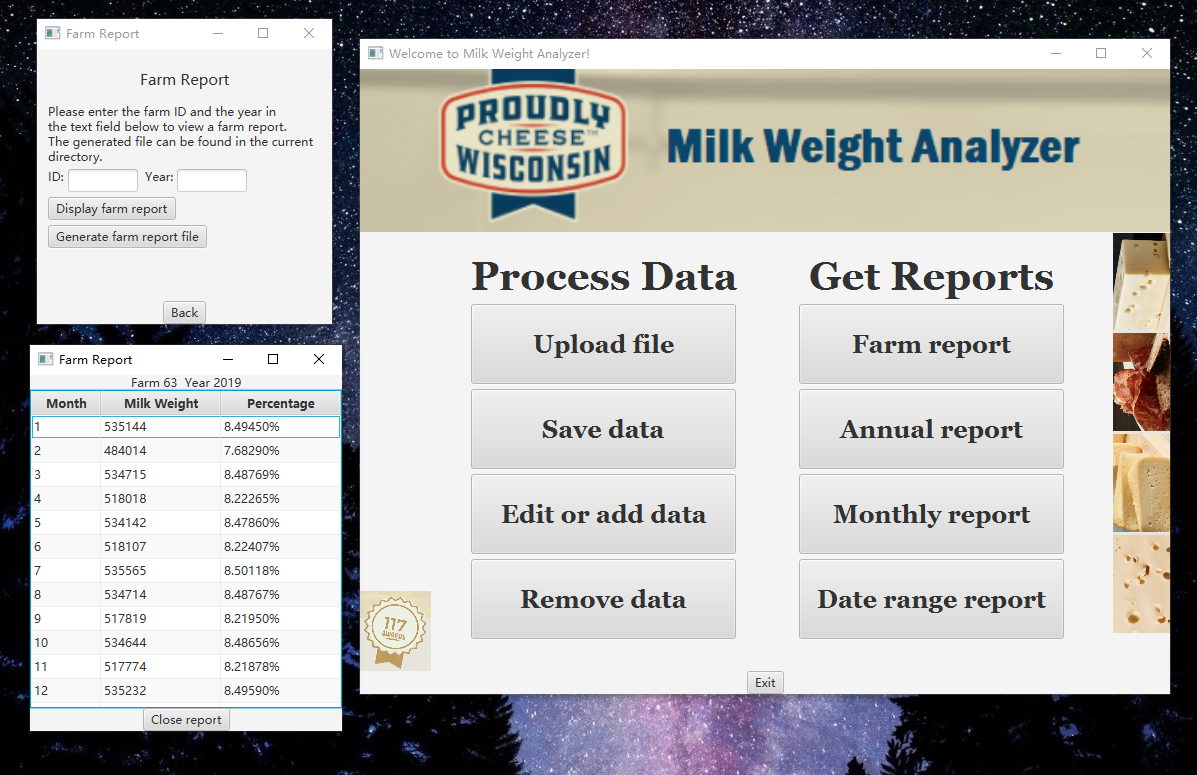 Farm Report
Farm Report
Please enter the farm ID and the year in
the text field below to view a farm report.
The generated file can be found in the current
directory.
ID: Year:
Display farm report
Generate farm report file
Back
Farm Report
Farm 63 Year 2019
Month Milk Weight Percentage
1 535144 8.49450%
2 484014 7.68290%
3 534715 8.48769%
4 518018 8.22265%
5 534142 8.47860%
6 518107 8.22407%
7 535565 8.50118%
8 534714 8.48767%
9 517819 8.21950%
10 534644 8.48656%
11 517774 8.21878%
12 535232 8.49590%
Close report
Welcome to Milk Weight Analyzer!
PROUDLY
CHEESE™
WISCONSIN
Milk Weight Analyzer
Process Data
Upload file
Save data
Edit or add data
Remove data
Get Reports
Farm report
Annual report
Monthly report
Date range report
117
AWARDS
Exit